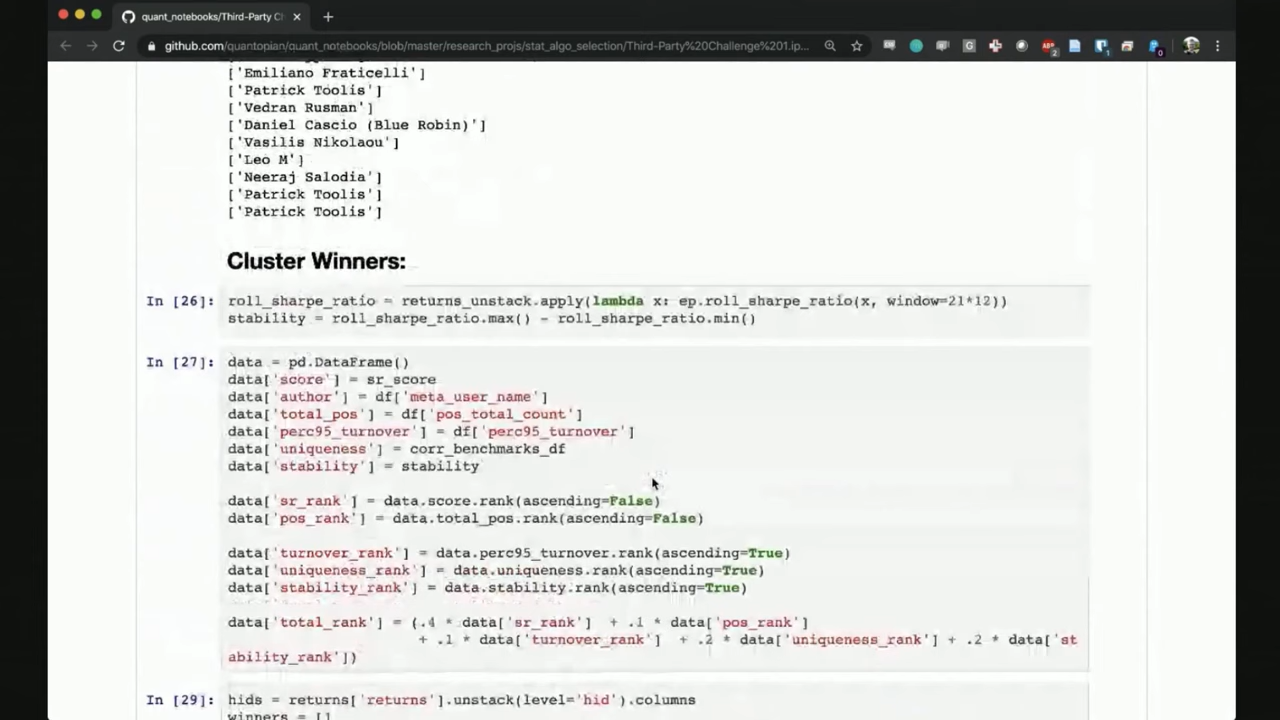 quant_notebooks/Third-Party Ch
github.com/quantopian/quant_notebooks/blob/master/research_projs/stat_algo_selection/Third-Party%20Challenge%201.ip...
['Emiliano Fraticelli']
['Patrick Toolis']
['Vedran Rusman']
['Daniel Cascio (Blue Robin)']
['Vasilis Nikolaou']
['Leo M']
['Neeraj Salodia']
['Patrick Toolis']
['Patrick Toolis']
Cluster Winners:
In [26]: roll_sharpe_ratio = returns_unstack.apply(lambda x: ep.roll_sharpe_ratio(x, window=21*12))
stability = roll_sharpe_ratio.max() - roll_sharpe_ratio.min()
In [27]: data = pd.DataFrame()
data['score'] = sr_score
data['author'] = df['meta_user_name']
data['total_pos'] = df['pos_total_count']
data['perc95_turnover'] = df['perc95_turnover']
data['uniqueness'] = corr_benchmarks_df
data['stability'] = stability
data['sr_rank'] = data.score.rank(ascending=False)
data['pos_rank'] = data.total_pos.rank(ascending=False)
data['turnover_rank'] = data.perc95_turnover.rank(ascending=True)
data['uniqueness_rank'] = data.uniqueness.rank(ascending=True)
data['stability_rank'] = data.stability.rank(ascending=True)
data['total_rank'] = (.4 * data['sr_rank'] + .1 * data['pos_rank']
+ .1 * data['turnover_rank'] + .2 * data['uniqueness_rank'] + .2 * data['st
ability_rank'])
In [29]: hids = returns['returns'].unstack(level='hid').columns
winners = []